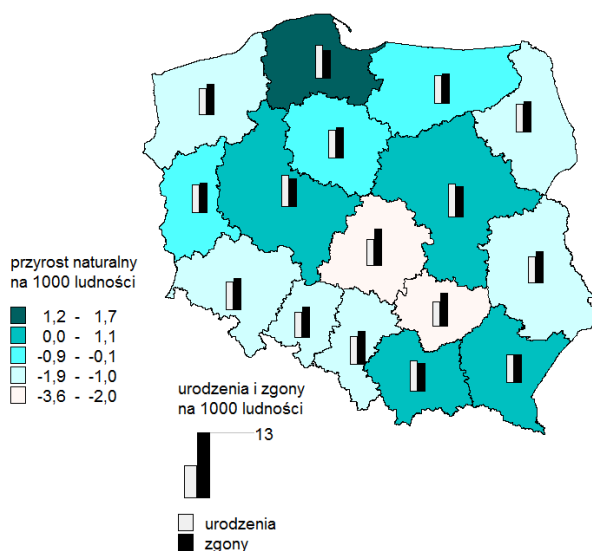 przyrost naturalny
na 1000 ludności
1,2 - 1,7
0,0 - 1,1
-0,9 - -0,1
-1,9 - -1,0
-3,6 - -2,0
urodzenia i zgony
na 1000 ludności
13
urodzenia
zgony